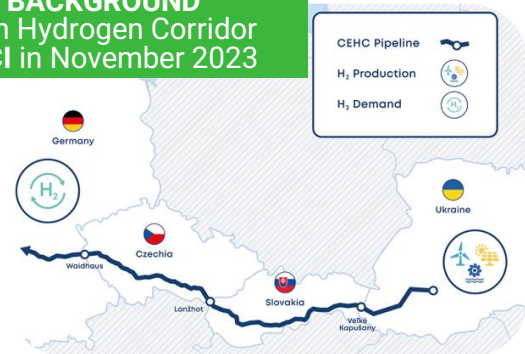 BACKGROUND
Hydrogen Corridor
in November 2023
CEHC Pipeline
H₂ Production
H₂ Demand
Germany
H₂
Ukraine
Czechia
Waidhaus
Slovakia
Lanžhot
Veľké
Kapušany